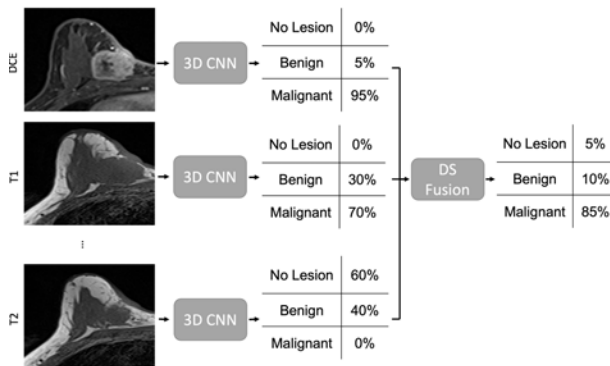 DCE
3D CNN
No Lesion 0%
Benign 5%
Malignant 95%
T1
3D CNN
No Lesion 0%
Benign 30%
Malignant 70%
...
T2
3D CNN
No Lesion 60%
Benign 40%
Malignant 0%
DS
Fusion
No Lesion 5%
Benign 10%
Malignant 85%